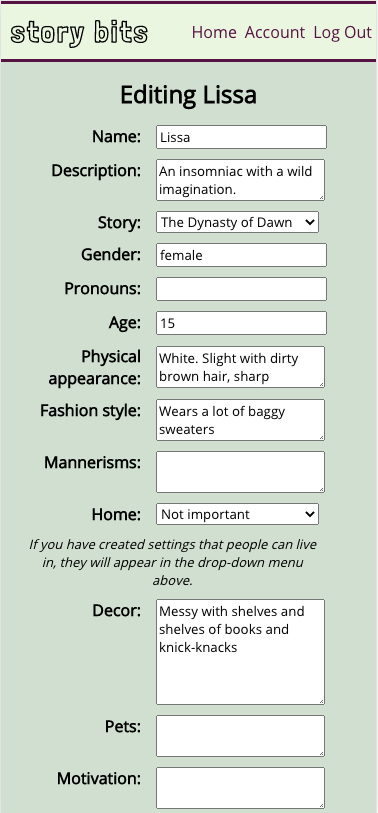 story bits
Home Account Log Out
Editing Lissa
Name: Lissa
Description: An insomniac with a wild
imagination.
Story: The Dynasty of Dawn
Gender: female
Pronouns:
Age: 15
Physical White. Slight with dirty
appearance: brown hair, sharp
Fashion style: Wears a lot of baggy
sweaters
Mannerisms:
Home: Not important
If you have created settings that people can live
in, they will appear in the drop-down menu
above.
Decor: Messy with shelves and
shelves of books and
knick-knacks
Pets:
Motivation: